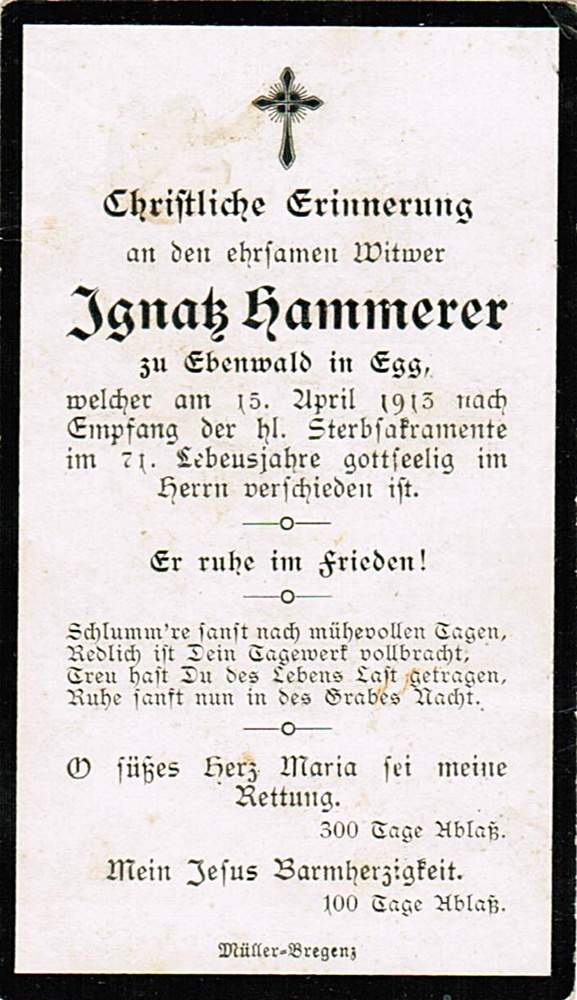 Christliche Erinnerung
an den ehrsamen Witwer
Ignatz Hammerer
zu Ebenwald in Egg,
welcher am 15. April 1913 nach
Empfang der hl. Sterbsakramente
im 71. Lebeusjahre gottseelig im
Herrn verschieden ist.
Er ruhe im Frieden!
Schlumm're sanft nach mühevollen Tagen,
Redlich ist Dein Tagewerk vollbracht,
Treu hast Du des Lebens Last getragen,
Ruhe sanft nun in des Grabes Nacht.
O süßes Herz Maria sei meine
Rettung.
300 Tage Ablaß.
Mein Jesus Barmherzigkeit.
100 Tage Ablaß.
Müller-Bregenz